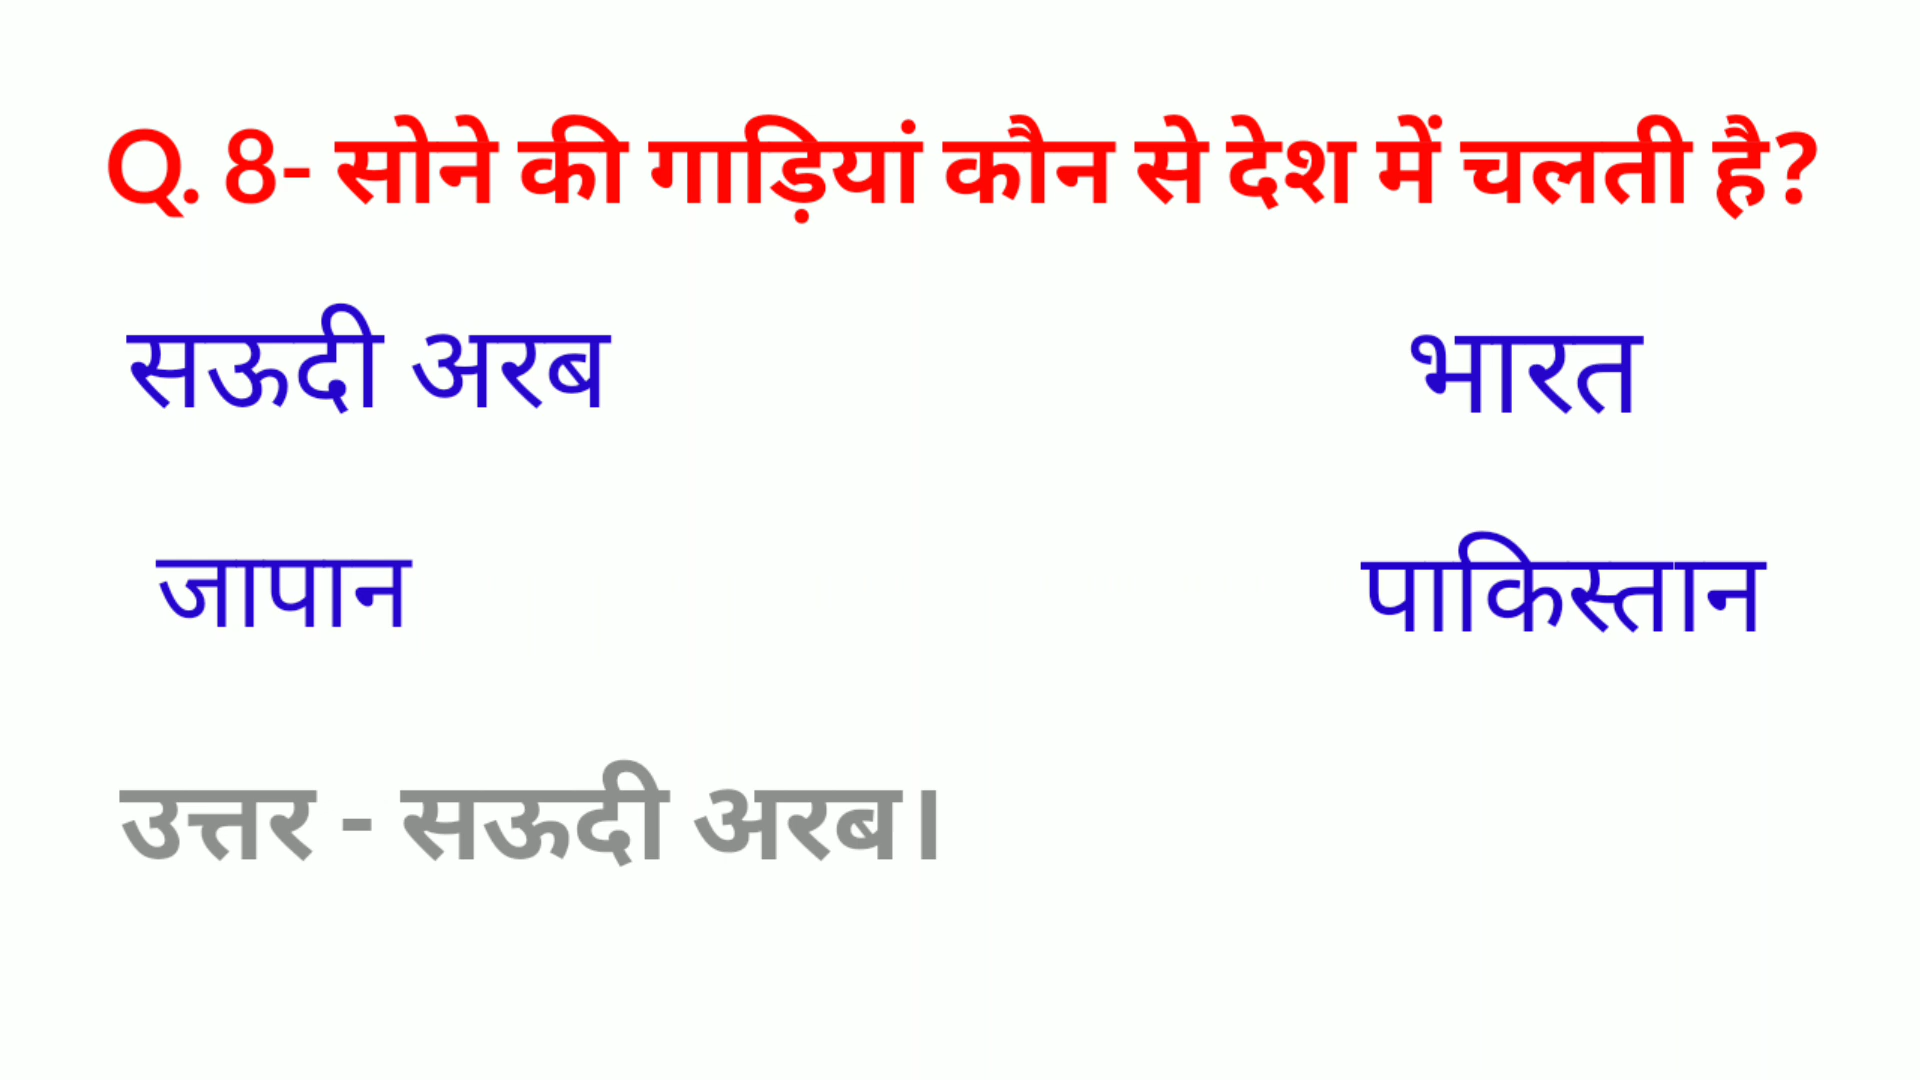 Q. 8- सोने की गाड़ियां कौन से देश में चलती है?
सऊदी अरब भारत
जापान पाकिस्तान
उत्तर - सऊदी अरब।